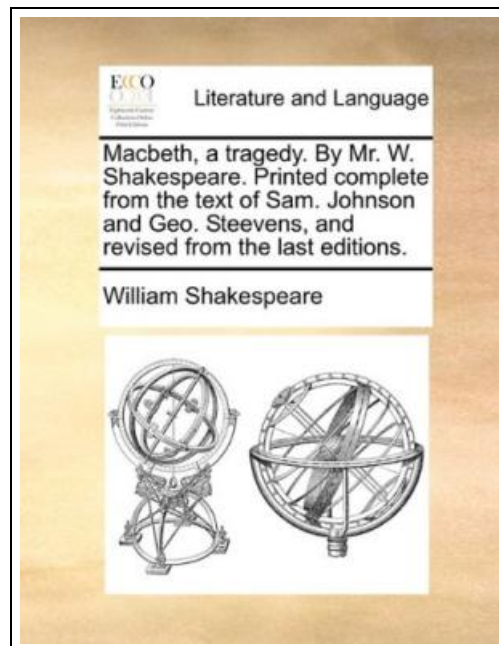 ECCO
Literature and Language
Macbeth, a tragedy. By Mr. W.
Shakespeare. Printed complete
from the text of Sam. Johnson
and Geo. Steevens, and
revised from the last editions.
William Shakespeare